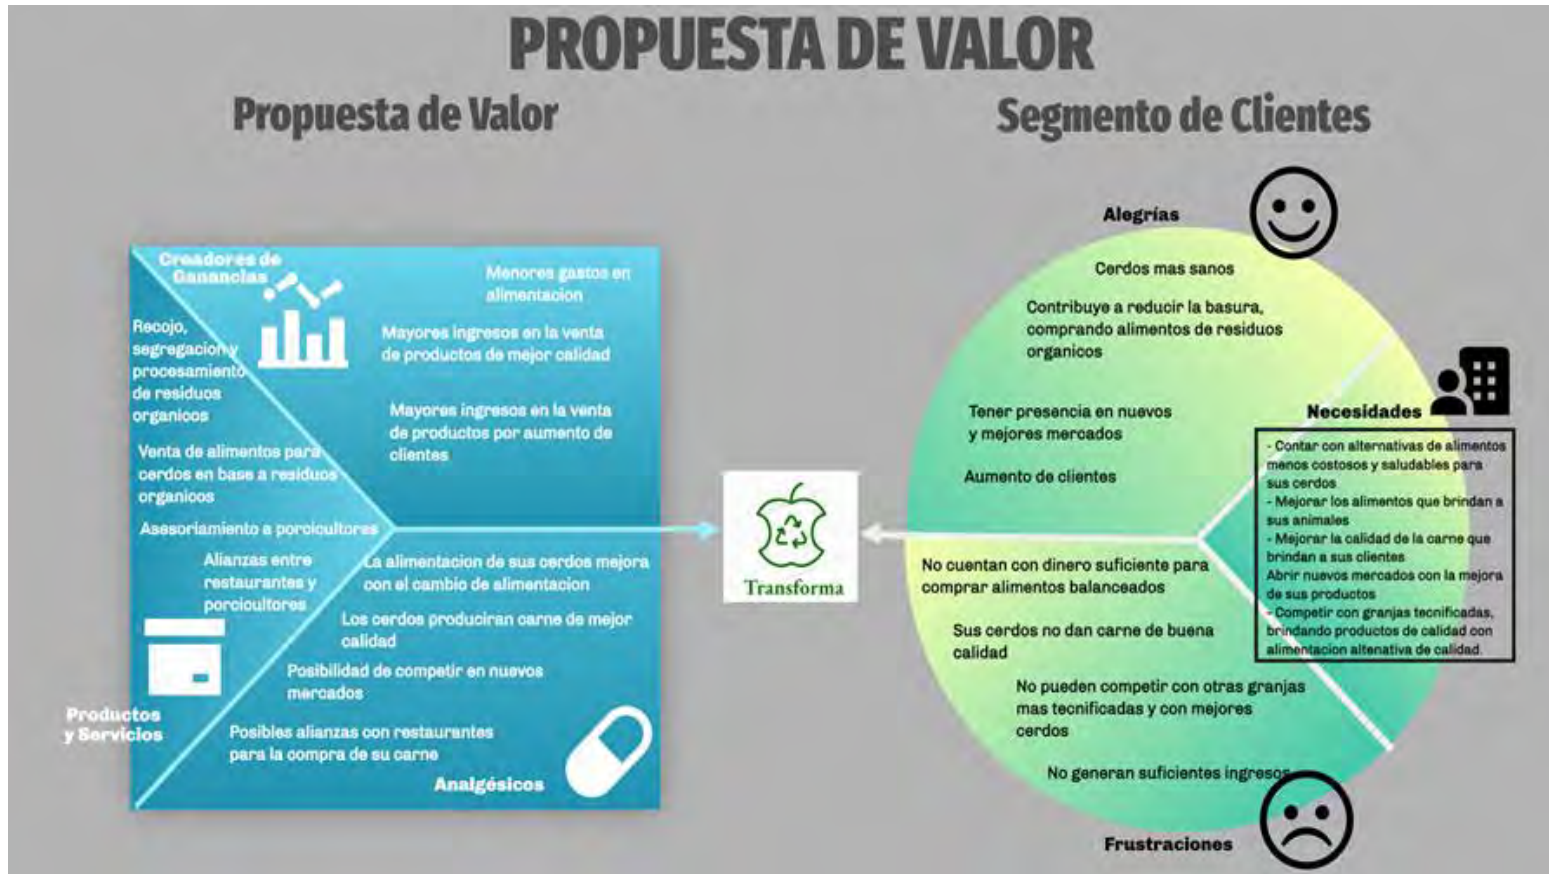 PROPUESTA DE VALOR
Propuesta de Valor
Creadores de
Ganancias
Menores gastos en
alimentacion
Mayores ingresos en la venta
de productos de mejor calidad
Mayores ingresos en la venta
de productos por aumento de
clientes
Recojo,
segregacion y
procesamiento
de residuos
organicos
Venta de alimentos para
cerdos en base a residuos
organicos
Asesoriamiento a porcicultores
Alianzas entre
restaurantes y
porcicultores
Productos
y Servicios
La alimentacion de sus cerdos mejora
con el cambio de alimentacion
Los cerdos produciran carne de mejor
calidad
Posibilidad de competir en nuevos
mercados
Posibles alianzas con restaurantes
para la compra de su carne
Analgésicos
Transforma
Segmento de Clientes
Alegrías
Cerdos mas sanos
Contribuye a reducir la basura,
comprando alimentos de residuos
organicos
Tener presencia en nuevos
y mejores mercados
Aumento de clientes
Necesidades
- Contar con alternativas de alimentos
menos costosos y saludables para
sus cerdos
- Mejorar los alimentos que brindan a
sus animales
- Mejorar la calidad de la carne que
brindan a sus clientes
Abrir nuevos mercados con la mejora
de sus productos
- Competir con granjas tecnificadas,
brindando productos de calidad con
alimentacion altenativa de calidad.
No cuentan con dinero suficiente para
comprar alimentos balanceados
Sus cerdos no dan carne de buena
calidad
No pueden competir con otras granjas
mas tecnificadas y con mejores
cerdos
No generan suficientes ingresos
Frustraciones